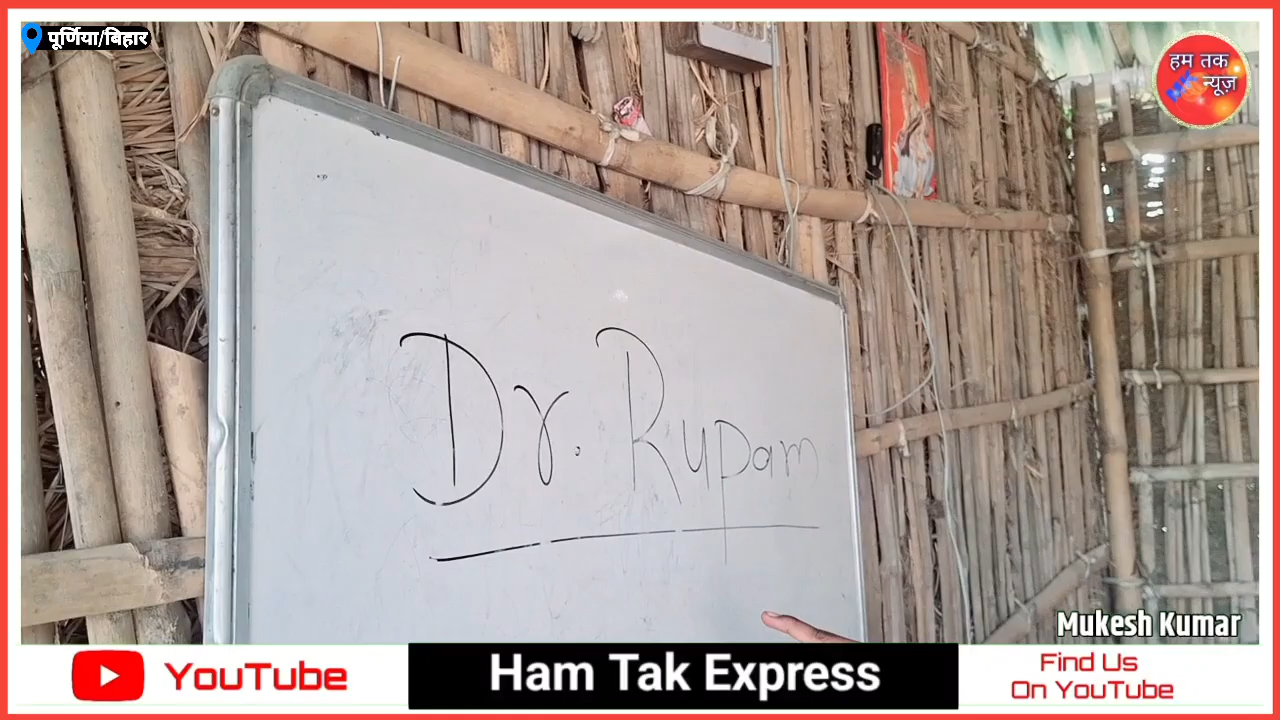 पूर्णिया/बिहार
हम तक
न्यूज़
Dr. Rupam
Mukesh Kumar
YouTube
Ham Tak Express
Find Us
On YouTube